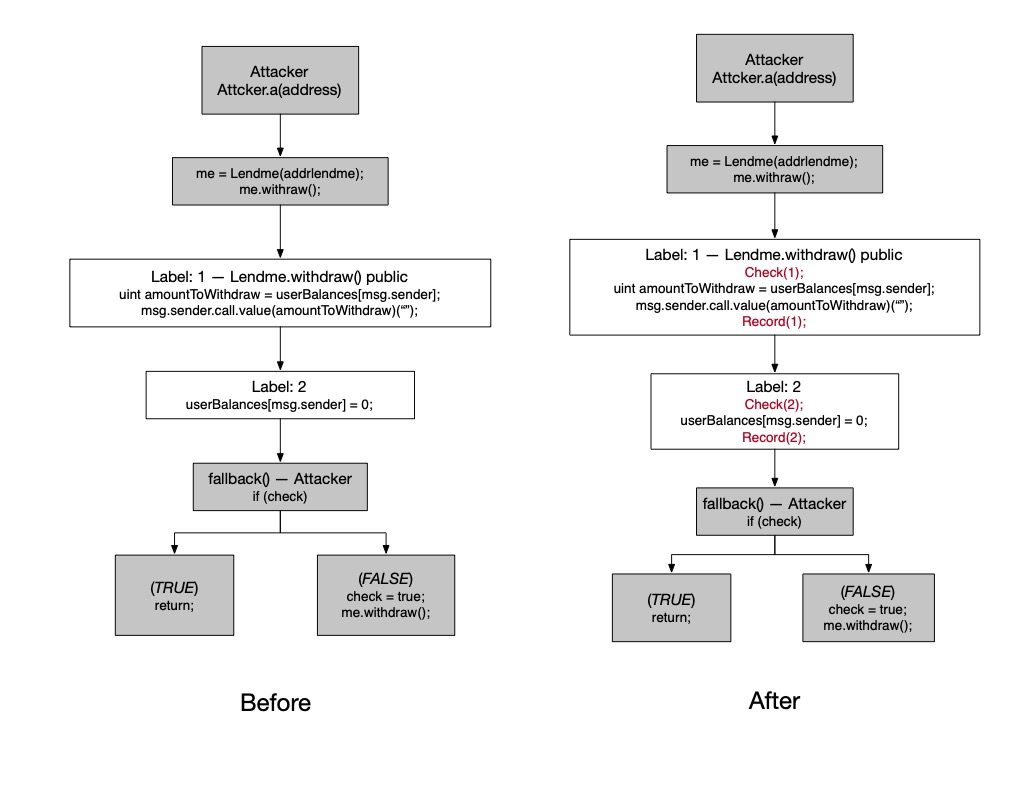 Attacker
Attcker.a(address)
me = Lendme(addrlendme);
me.withraw();
Label: 1 — Lendme.withdraw() public
uint amountToWithdraw = userBalances[msg.sender];
msg.sender.call.value(amountToWithdraw)(“”);
Label: 2
userBalances[msg.sender] = 0;
fallback() — Attacker
if (check)
(TRUE)
return;
(FALSE)
check = true;
me.withdraw();
Before
Attacker
Attcker.a(address)
me = Lendme(addrlendme);
me.withraw();
Label: 1 — Lendme.withdraw() public
Check(1);
uint amountToWithdraw = userBalances[msg.sender];
msg.sender.call.value(amountToWithdraw)(“”);
Record(1);
Label: 2
Check(2);
userBalances[msg.sender] = 0;
Record(2);
fallback() — Attacker
if (check)
(TRUE)
return;
(FALSE)
check = true;
me.withdraw();
After